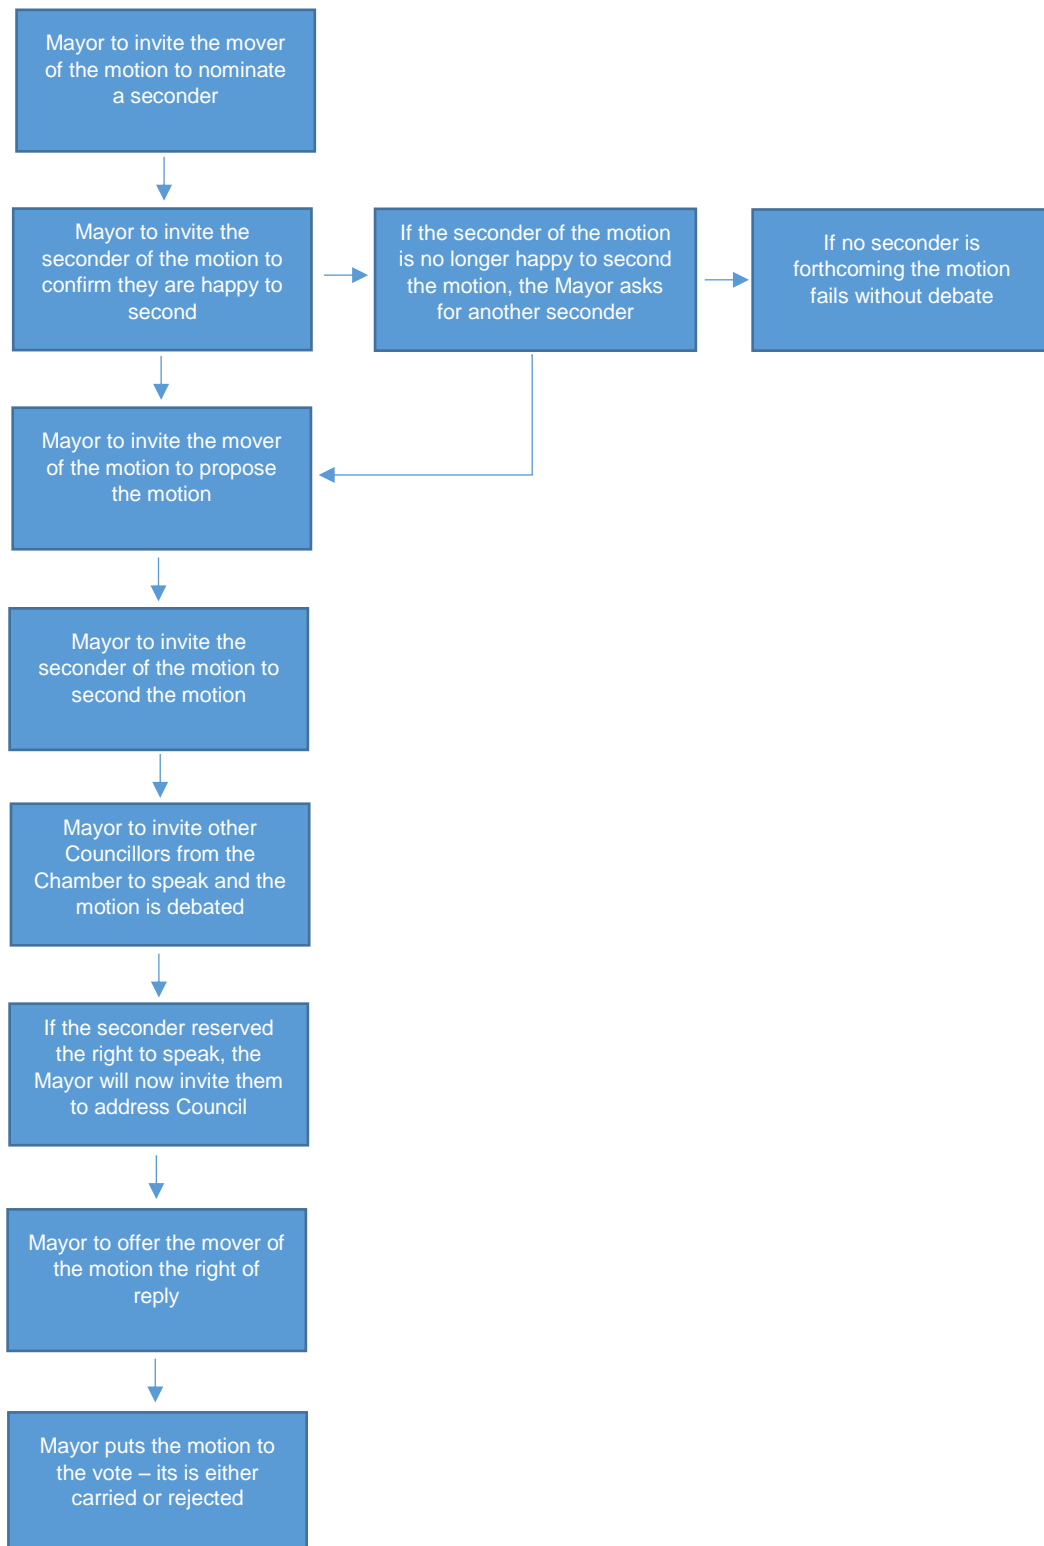 Mayor to invite the mover
of the motion to nominate
a seconder
Mayor to invite the
seconder of the motion to
confirm they are happy to
second
If the seconder of the motion
is no longer happy to second
the motion, the Mayor asks
for another seconder
If no seconder is
forthcoming the motion
fails without debate
Mayor to invite the mover
of the motion to propose
the motion
Mayor to invite the
seconder of the motion to
second the motion
Mayor to invite other
Councillors from the
Chamber to speak and the
motion is debated
If the seconder reserved
the right to speak, the
Mayor will now invite them
to address Council
Mayor to offer the mover of
the motion the right of
reply
Mayor puts the motion to
the vote – its is either
carried or rejected